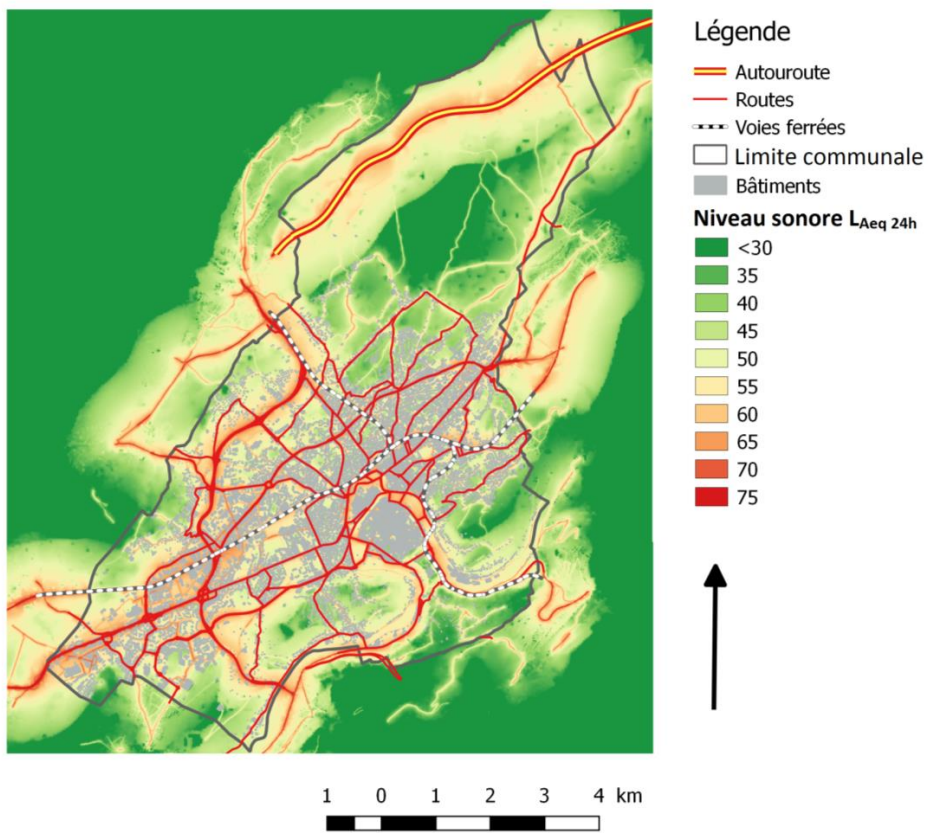 Légende
Autouroute
Routes
Voies ferrées
Limite communale
Bâtiments
Niveau sonore LAeq 24h
<30
35
40
45
50
55
60
65
70
75
1 0 1 2 3 4 km